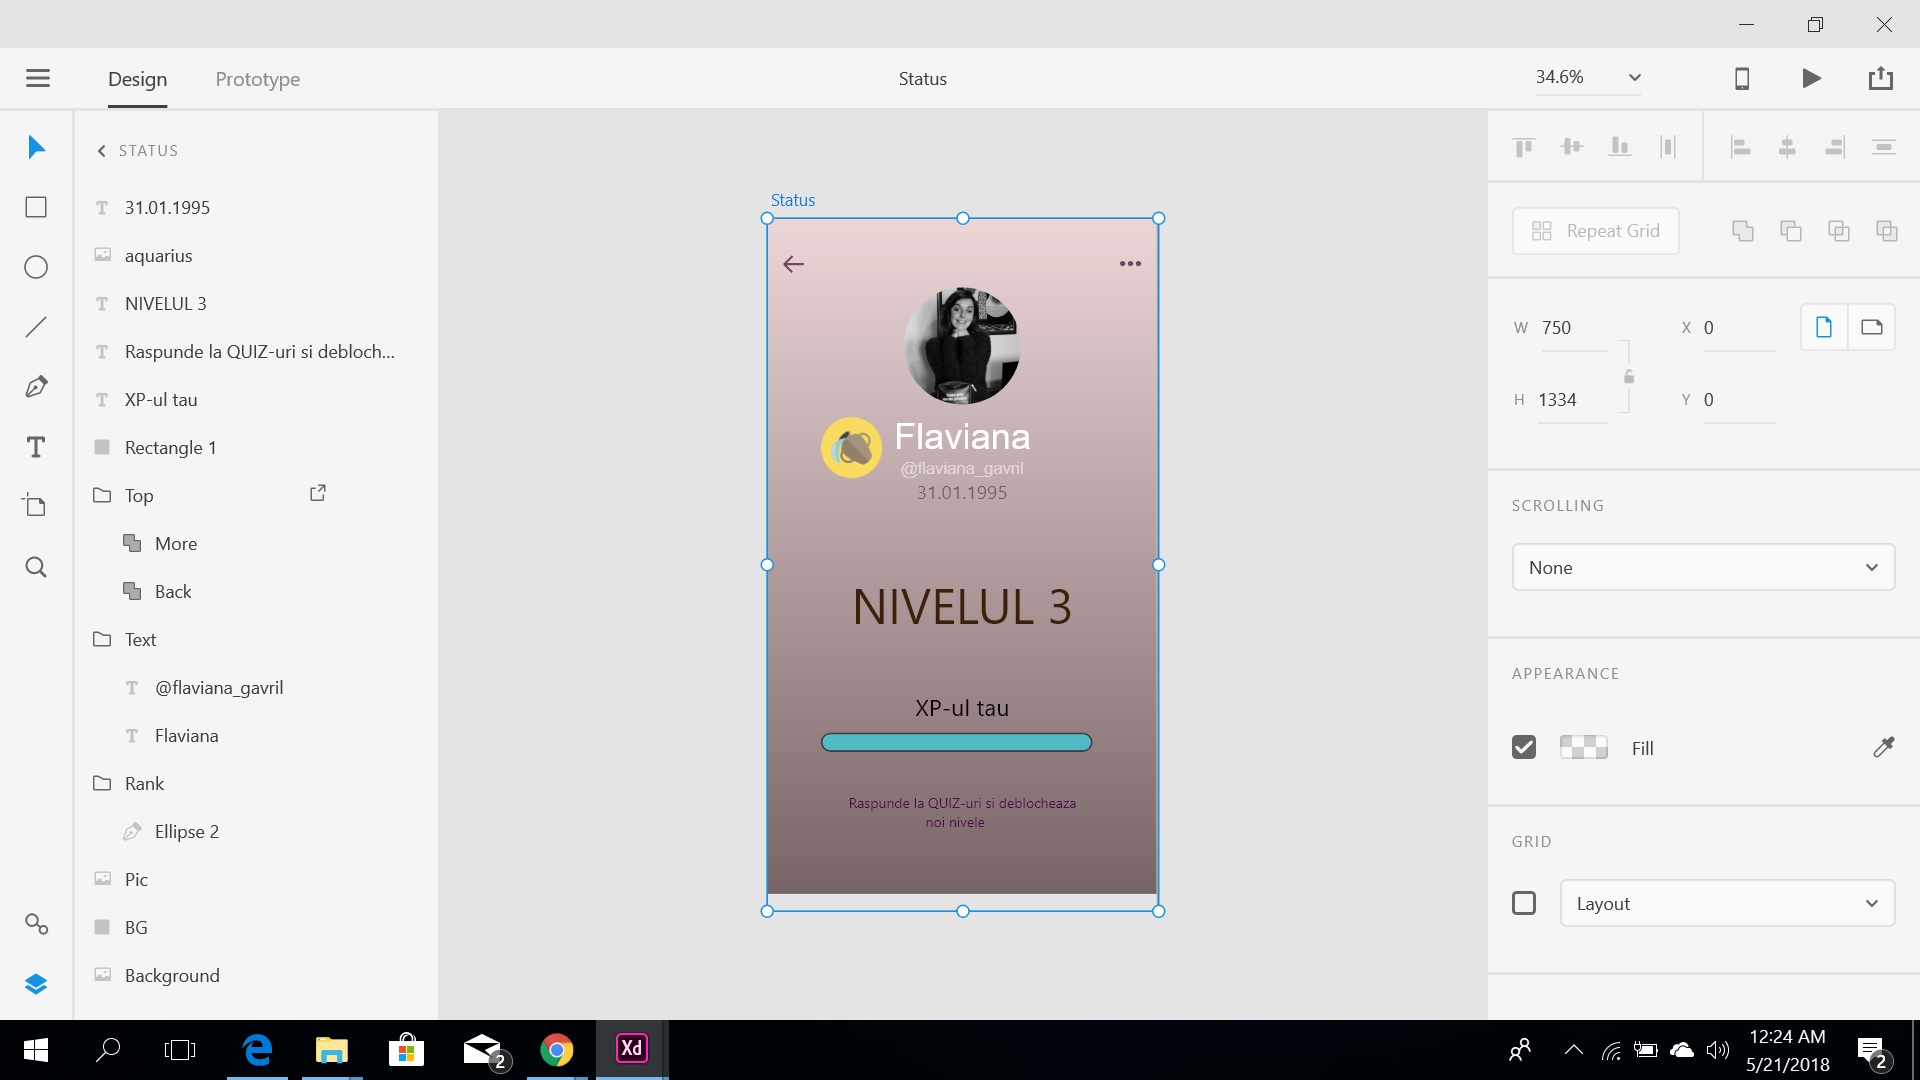 Design
Prototype
Status
34.6%
STATUS
31.01.1995
aquarius
NIVELUL 3
Raspunde la QUIZ-uri si debloch...
XP-ul tau
Rectangle 1
Top
More
Back
Text
@flaviana_gavril
Flaviana
Rank
Ellipse 2
Pic
BG
Background
Status
Flaviana
@flaviana_gavril
31.01.1995
NIVELUL 3
XP-ul tau
Raspunde la QUIZ-uri si deblocheaza
noi nivele
Repeat Grid
W 750 X 0
H 1334 Y 0
SCROLLING
None
APPEARANCE
Fill
GRID
Layout
2
Xd
12:24 AM
5/21/2018
2